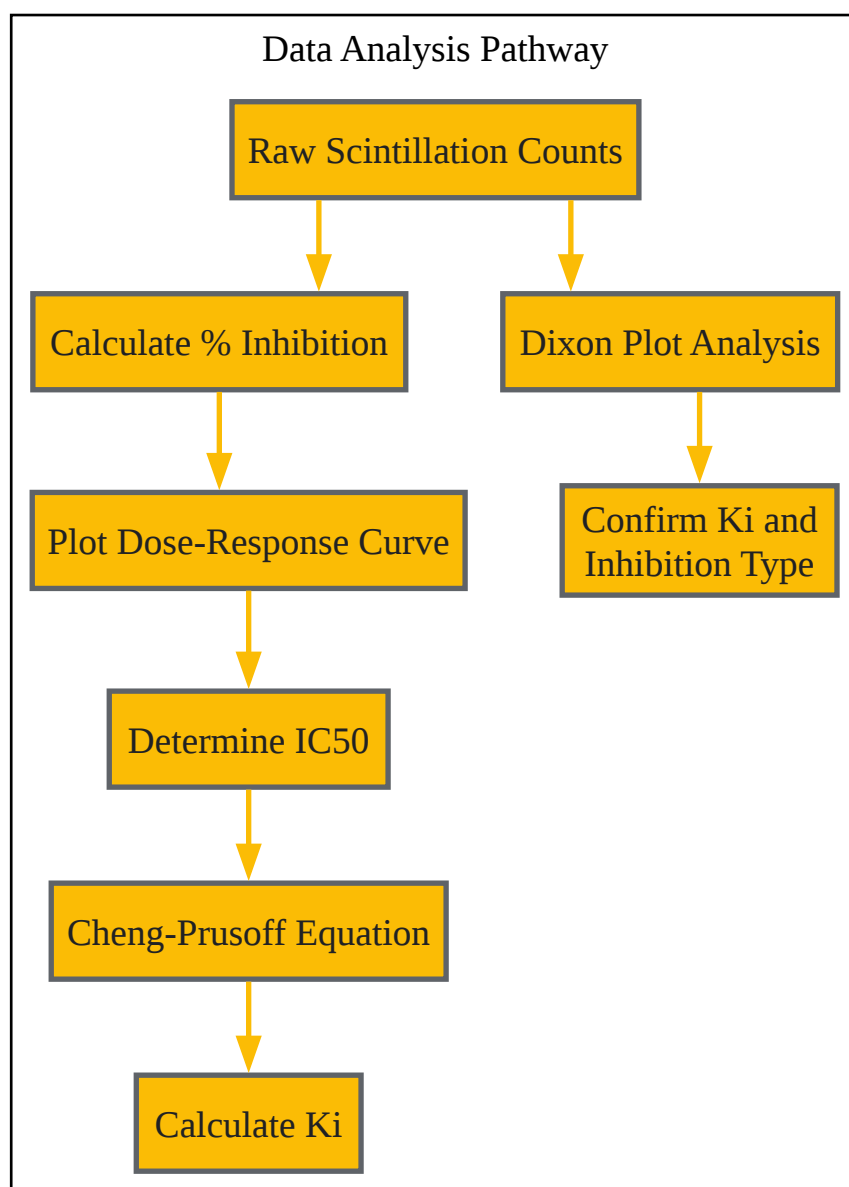 Data Analysis Pathway
Raw Scintillation Counts
Calculate % Inhibition
Dixon Plot Analysis
Plot Dose-Response Curve
Confirm Ki and
Inhibition Type
Determine IC50
Cheng-Prusoff Equation
Calculate Ki